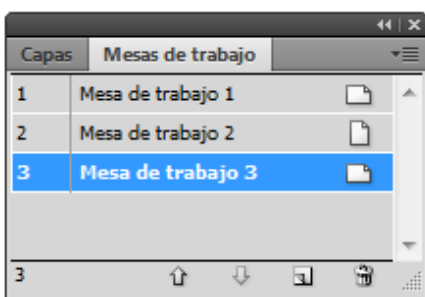 Capas Mesas de trabajo
1 Mesa de trabajo 1
2 Mesa de trabajo 2
3 Mesa de trabajo 3
3